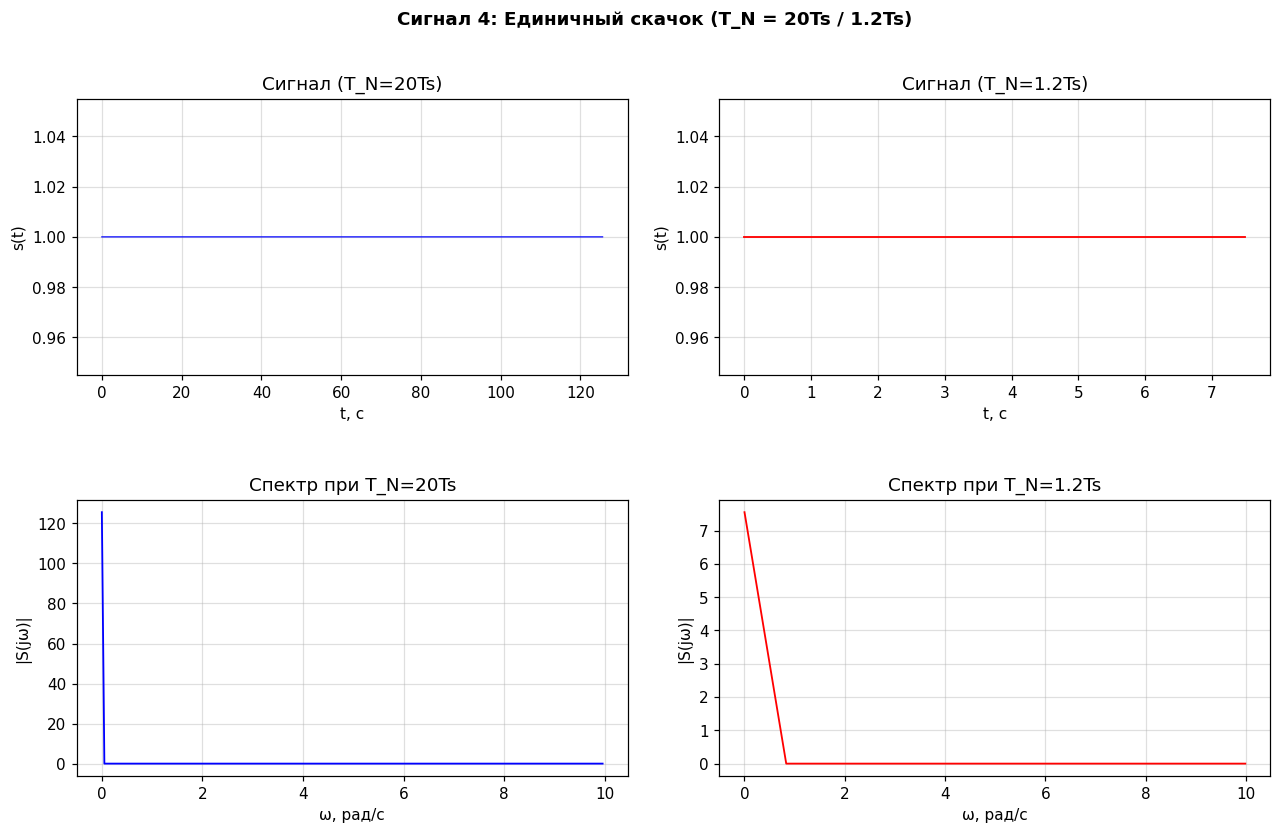 Сигнал 4: Единичный скачок (T_N = 20Ts / 1.2Ts)
Сигнал (T_N=20Ts)
s(t)
1.04
1.02
1.00
0.98
0.96
0 20 40 60 80 100 120
t, с
Сигнал (T_N=1.2Ts)
s(t)
1.04
1.02
1.00
0.98
0.96
0 1 2 3 4 5 6 7
t, с
Спектр при T_N=20Ts
|S(jω)|
120
100
80
60
40
20
0
0 2 4 6 8 10
ω, рад/с
Спектр при T_N=1.2Ts
|S(jω)|
7
6
5
4
3
2
1
0
0 2 4 6 8 10
ω, рад/с